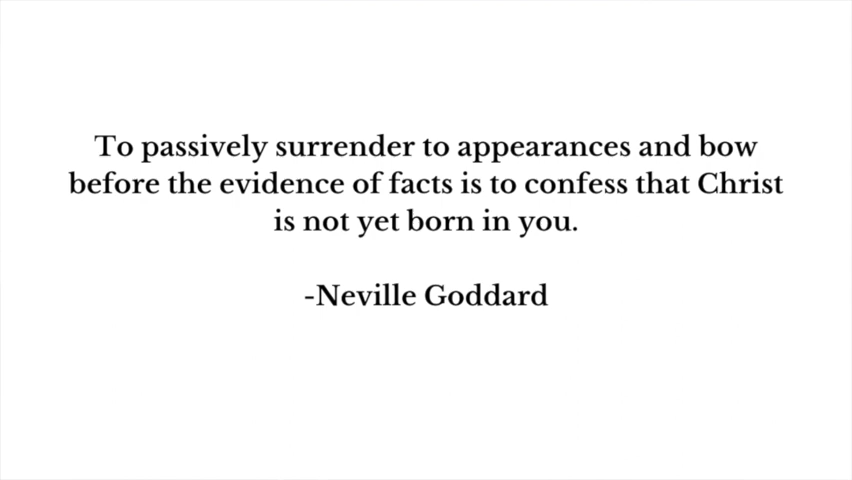 To passively surrender to appearances and bow
before the evidence of facts is to confess that Christ
is not yet born in you.
-Neville Goddard